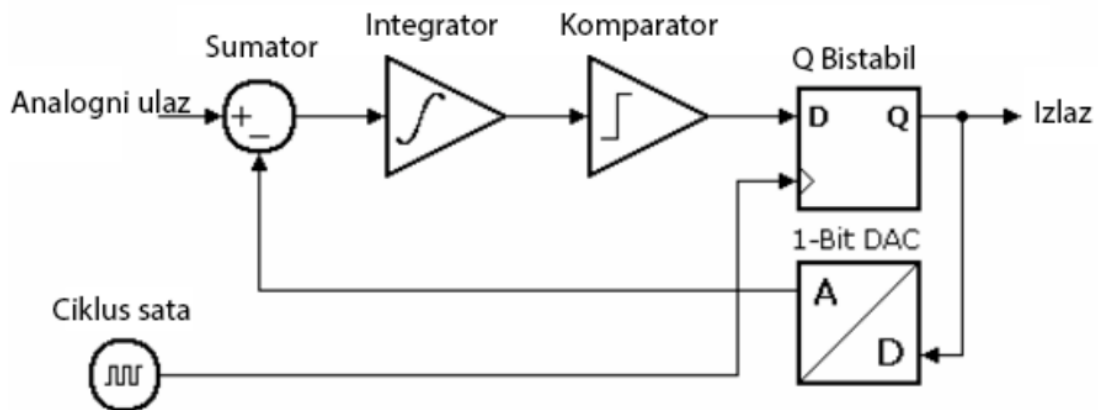 Sumator
Integrator
Komparator
Q Bistabil
Analogni ulaz
+
−
D
Q
Izlaz
1-Bit DAC
A
D
Ciklus sata